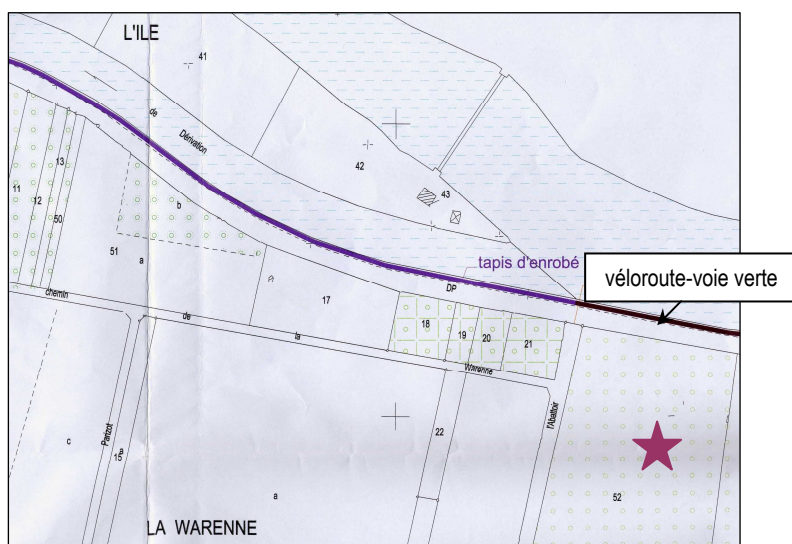 L'ILE
41
de
Dérivation
42
43
13
11
12
50
b
51
a
tapis d'enrobé
véloroute-voie verte
DP
17
chemin
de
la
18
19
20
21
Warenne
l'Abattoir
Parizot
22
c
a
15
a
52
LA WARENNE